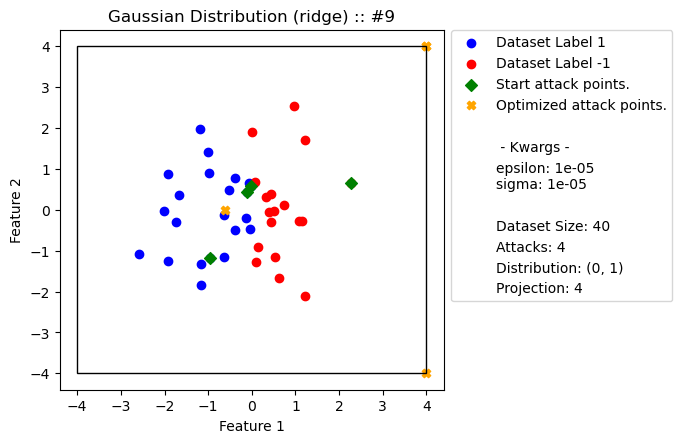 Gaussian Distribution (ridge) :: #9
Dataset Label 1
Dataset Label -1
Start attack points.
Optimized attack points.
- Kwargs -
epsilon: 1e-05
sigma: 1e-05
Dataset Size: 40
Attacks: 4
Distribution: (0, 1)
Projection: 4
4
3
2
1
0
−1
−2
−3
−4
Feature 2
−4 −3 −2 −1 0 1 2 3 4
Feature 1